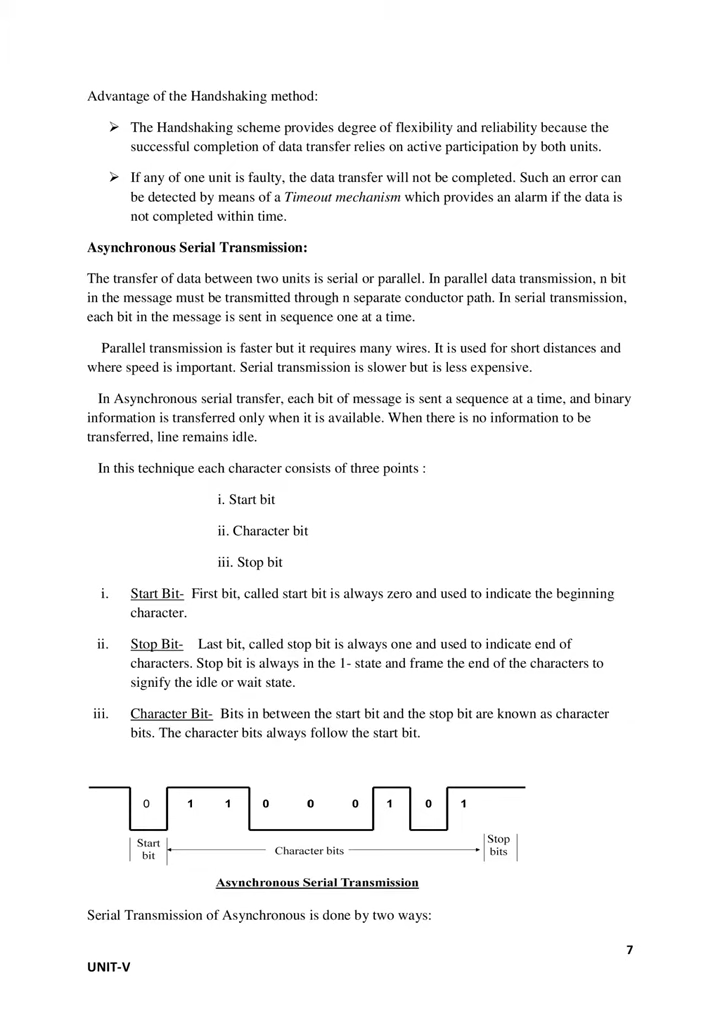 Advantage of the Handshaking method:
➢ The Handshaking scheme provides degree of flexibility and reliability because the
successful completion of data transfer relies on active participation by both units.
➢ If any of one unit is faulty, the data transfer will not be completed. Such an error can
be detected by means of a Timeout mechanism which provides an alarm if the data is
not completed within time.
Asynchronous Serial Transmission:
The transfer of data between two units is serial or parallel. In parallel data transmission, n bit
in the message must be transmitted through n separate conductor path. In serial transmission,
each bit in the message is sent in sequence one at a time.
Parallel transmission is faster but it requires many wires. It is used for short distances and
where speed is important. Serial transmission is slower but is less expensive.
In Asynchronous serial transfer, each bit of message is sent a sequence at a time, and binary
information is transferred only when it is available. When there is no information to be
transferred, line remains idle.
In this technique each character consists of three points :
i. Start bit
ii. Character bit
iii. Stop bit
i. Start Bit- First bit, called start bit is always zero and used to indicate the beginning
character.
ii. Stop Bit- Last bit, called stop bit is always one and used to indicate end of
characters. Stop bit is always in the 1- state and frame the end of the characters to
signify the idle or wait state.
iii. Character Bit- Bits in between the start bit and the stop bit are known as character
bits. The character bits always follow the start bit.
0 1 1 0 0 0 1 0 1
Start
bit
Character bits
Stop
bits
Asynchronous Serial Transmission
Serial Transmission of Asynchronous is done by two ways:
7
UNIT-V